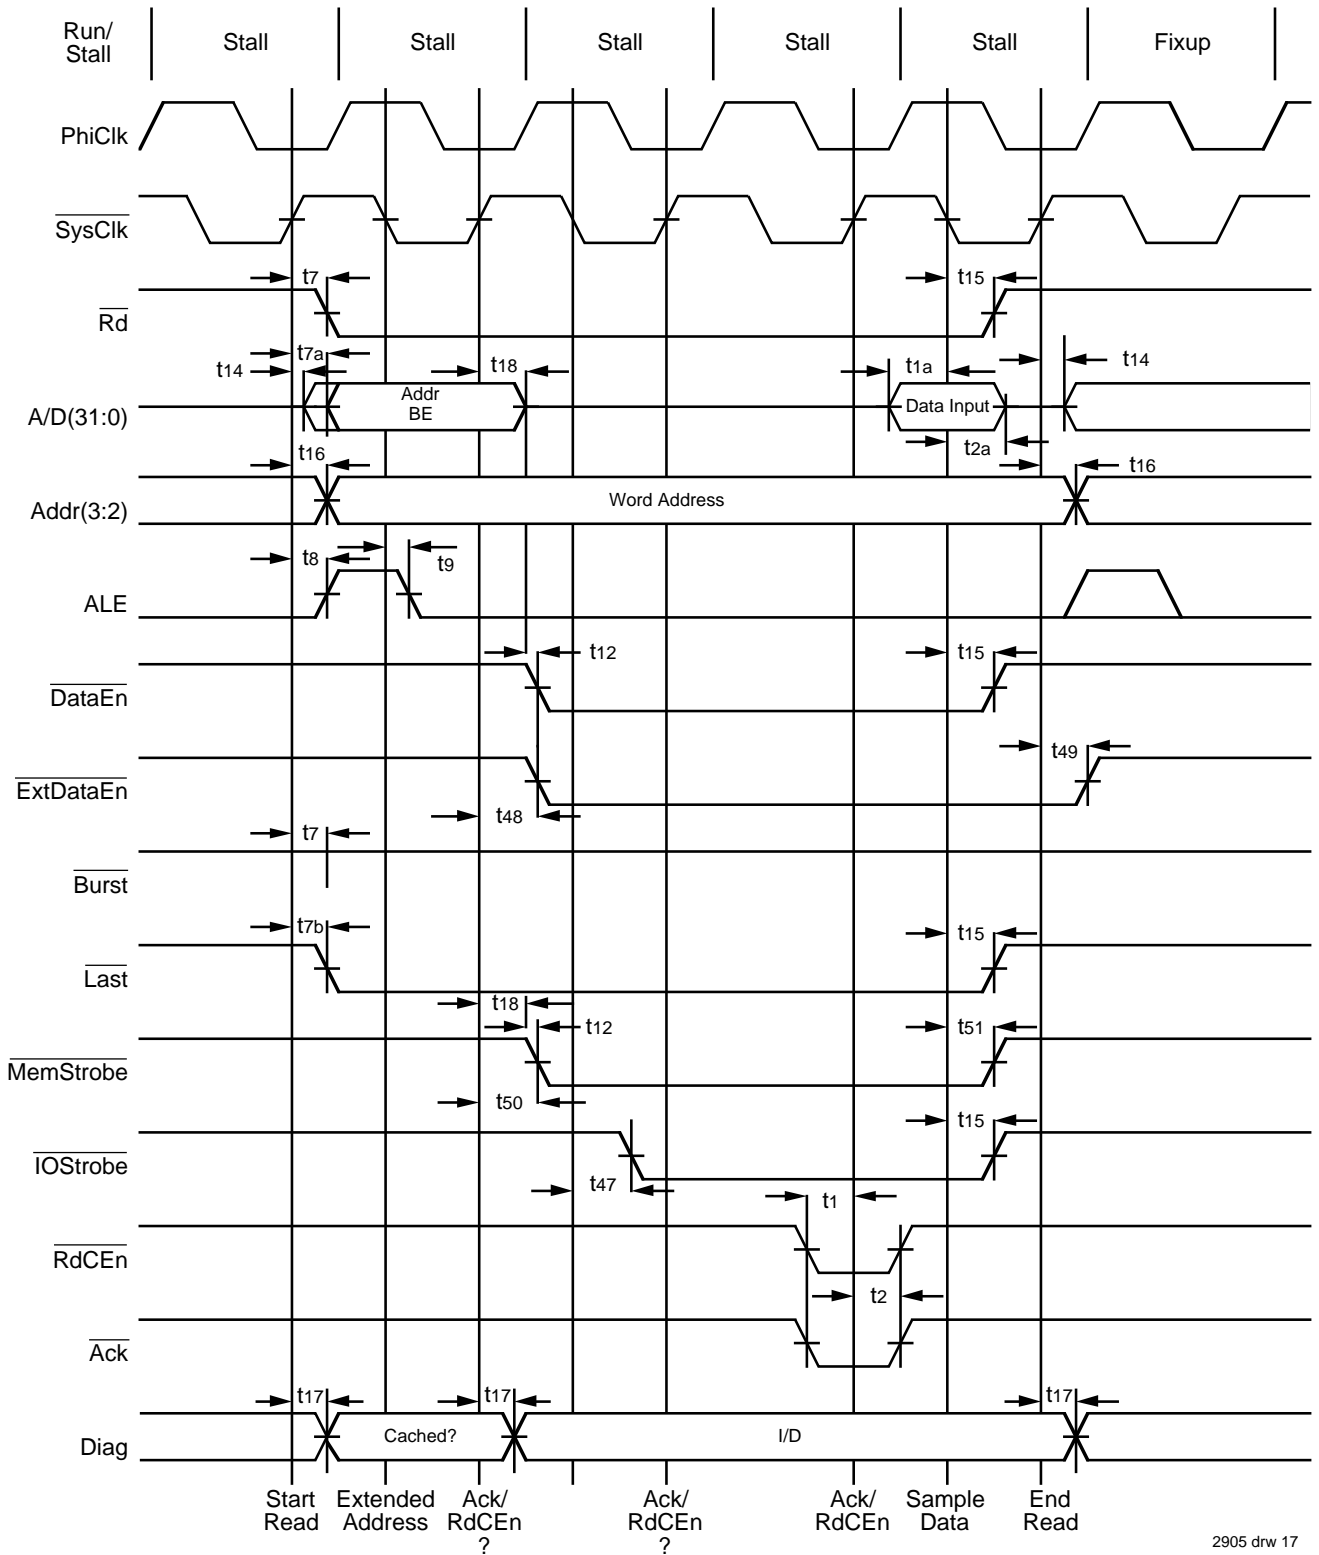 Run/
Stall
Stall
Stall
Stall
Stall
Stall
Fixup
PhiClk
SysClk
t7
t15
Rd
t7a
t14
t18
t1a
t14
Addr
BE
Data Input
A/D(31:0)
t2a
t16
t16
Word Address
Addr(3:2)
t8
t9
ALE
t12
t15
DataEn
t49
ExtDataEn
t48
t7
Burst
t7b
t15
Last
t18
t12
t51
MemStrobe
t50
t15
IOStrobe
t47
t1
RdCEn
t2
Ack
t17
t17
t17
Cached?
I/D
Diag
Start
Read
Extended
Address
Ack/
RdCEn
?
Ack/
RdCEn
?
Ack/
RdCEn
Sample
Data
End
Read
2905 drw 17